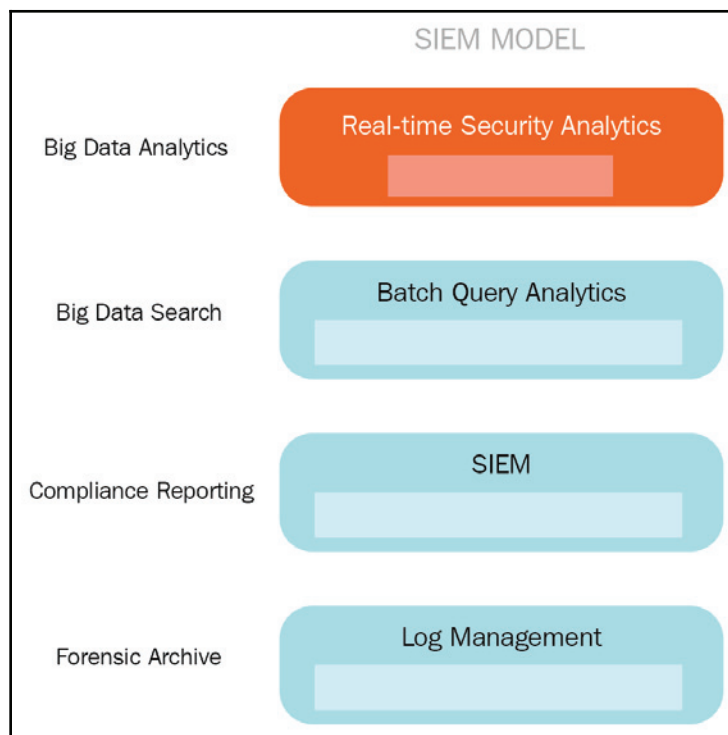 SIEM MODEL
Big Data Analytics
Real-time Security Analytics
Big Data Search
Batch Query Analytics
Compliance Reporting
SIEM
Forensic Archive
Log Management